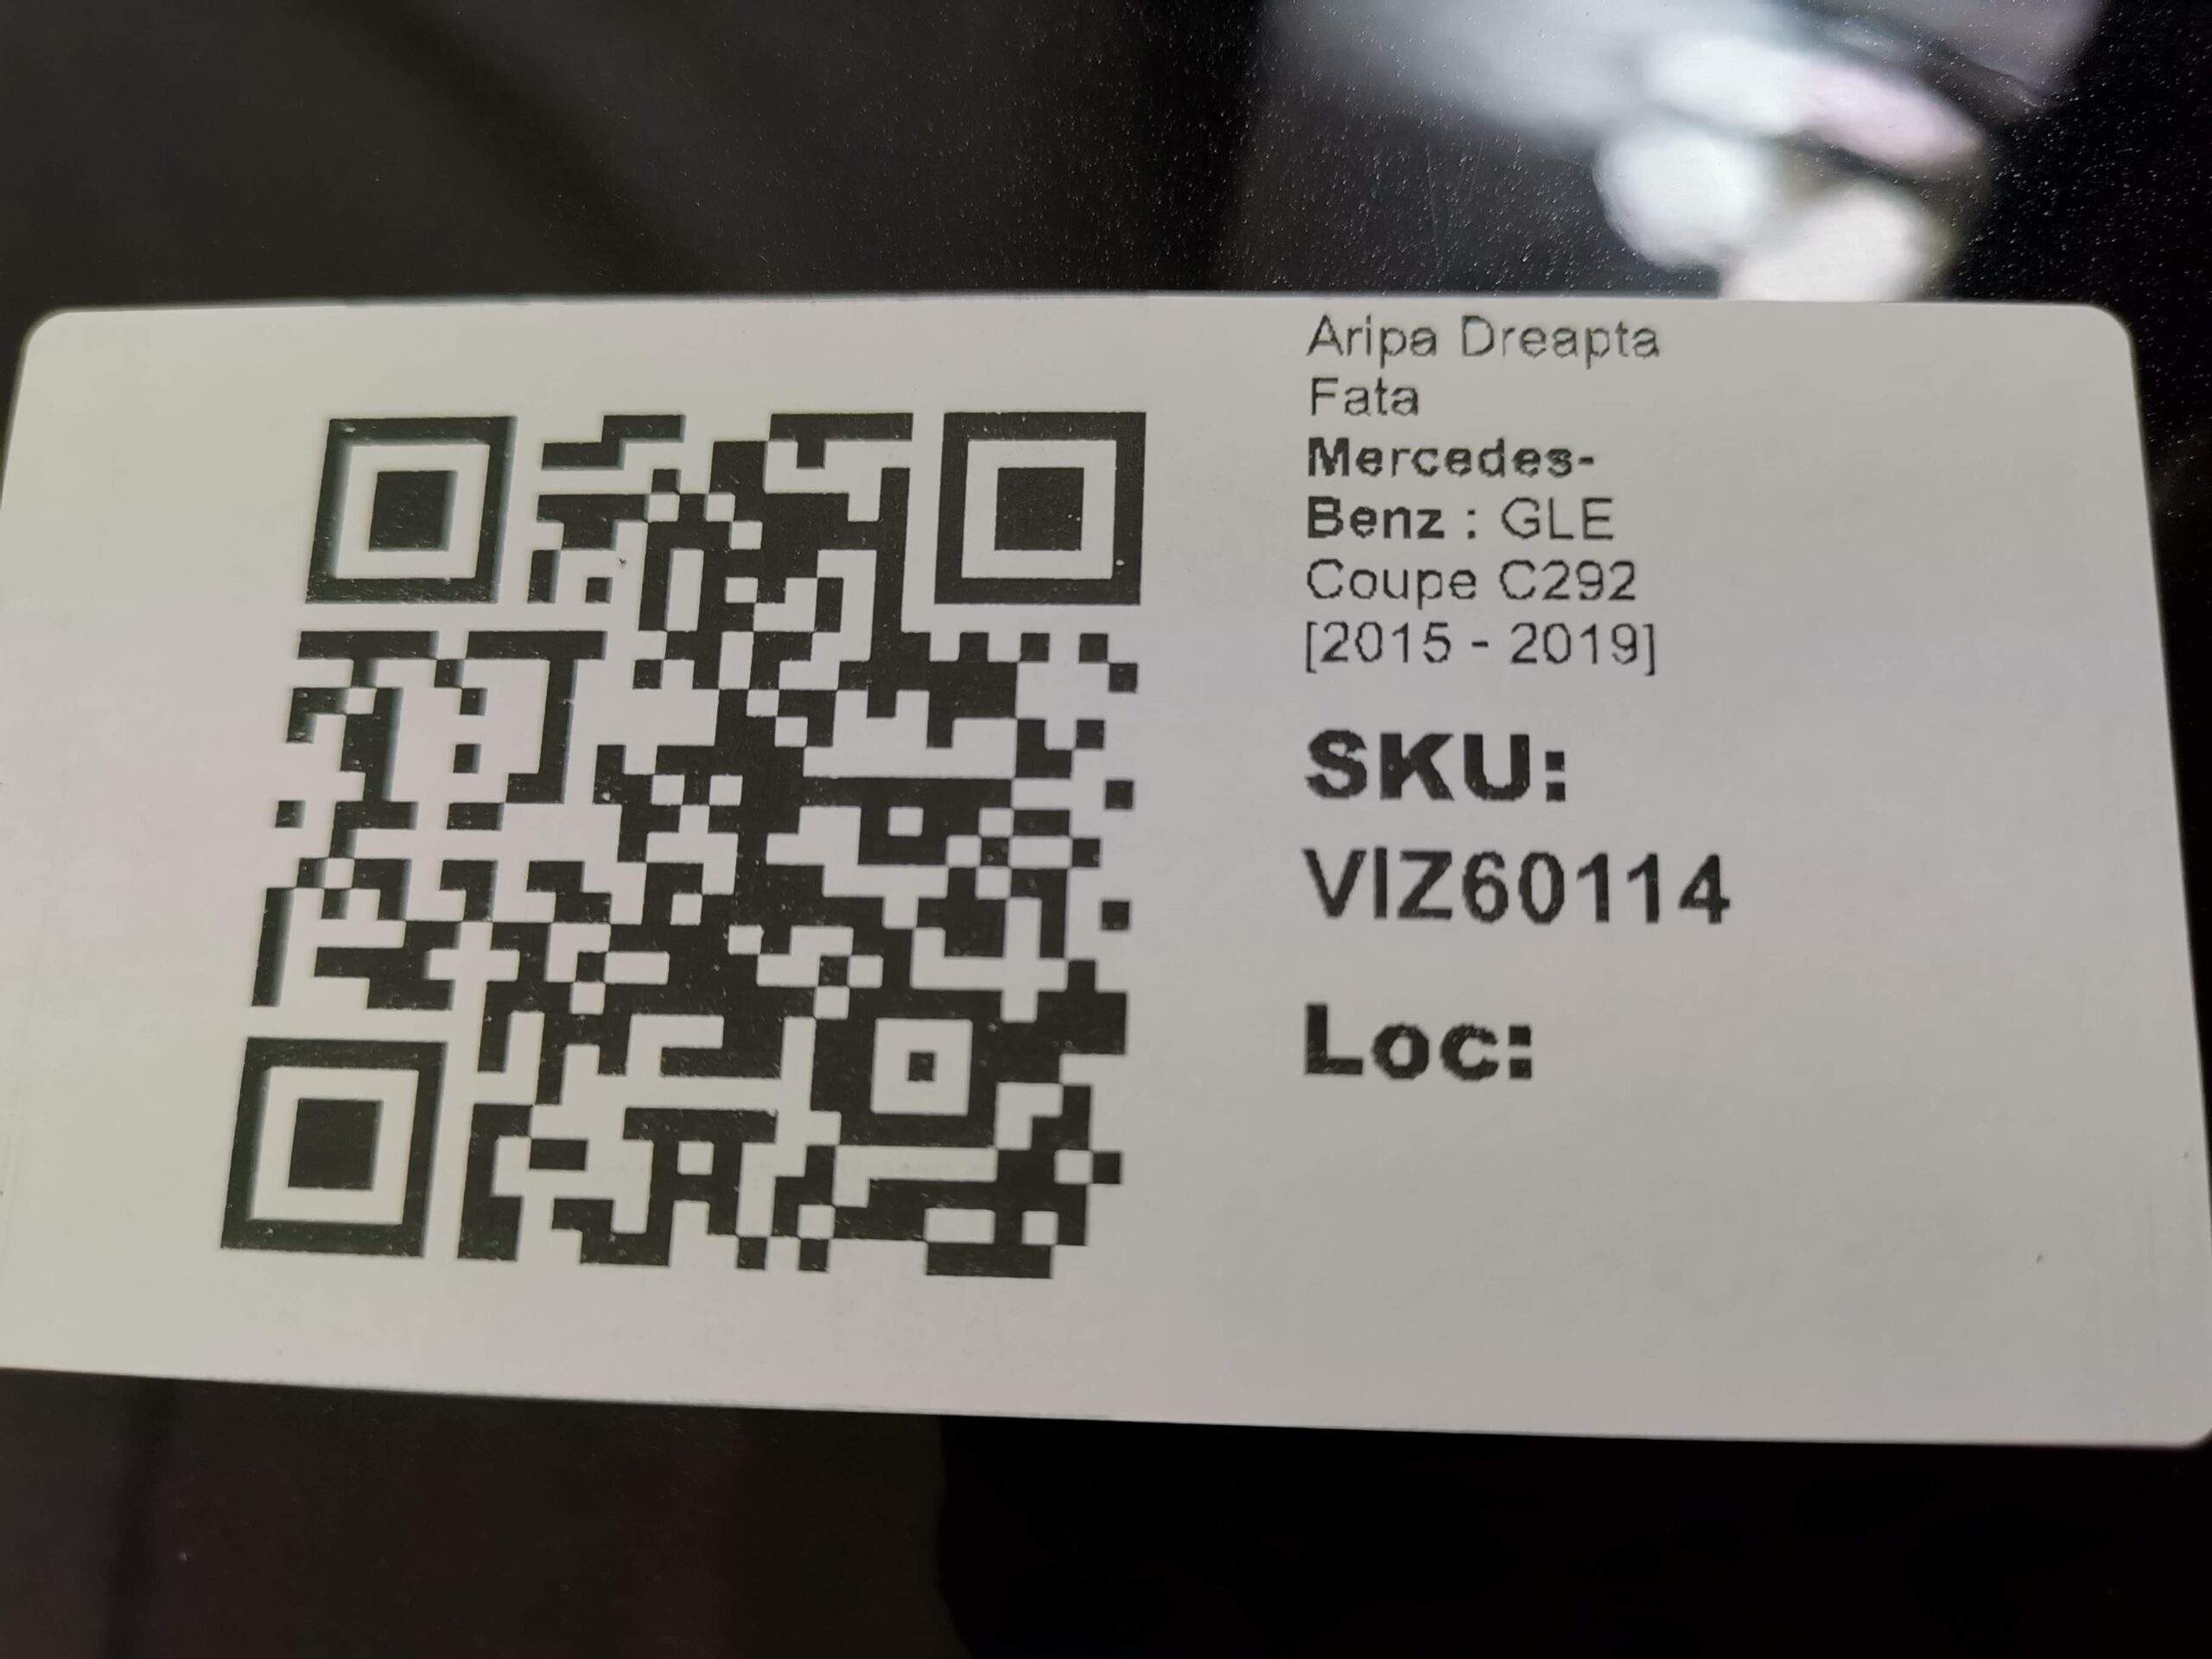 Aripa Dreapta
Fata
Mercedes-
Benz : GLE
Coupe C292
[2015 - 2019]
SKU:
VIZ60114
Loc: